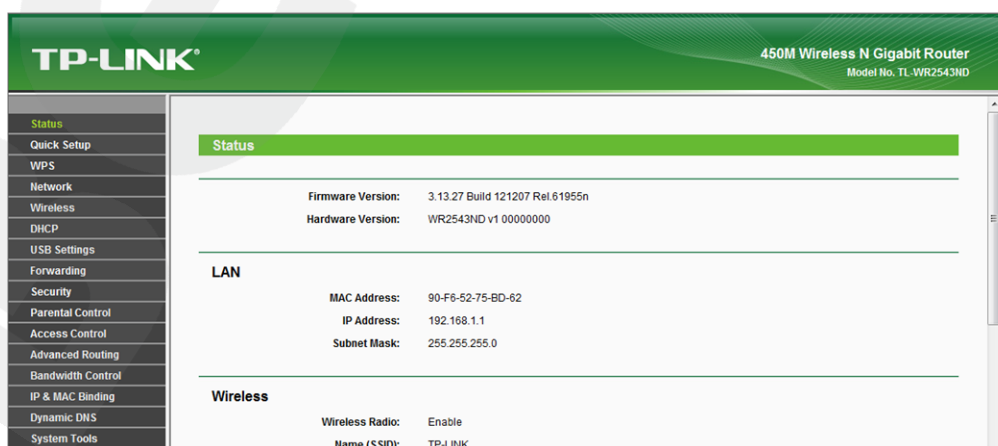 TP-LINK®
450M Wireless N Gigabit Router
Model No. TL-WR2543ND
Status
Quick Setup
WPS
Network
Wireless
DHCP
USB Settings
Forwarding
Security
Parental Control
Access Control
Advanced Routing
Bandwidth Control
IP & MAC Binding
Dynamic DNS
System Tools
Status
Firmware Version: 3.13.27 Build 121207 Rel.61955n
Hardware Version: WR2543ND v1 00000000
LAN
MAC Address: 90-F6-52-75-BD-62
IP Address: 192.168.1.1
Subnet Mask: 255.255.255.0
Wireless
Wireless Radio: Enable
Name (SSID): TP-LINK